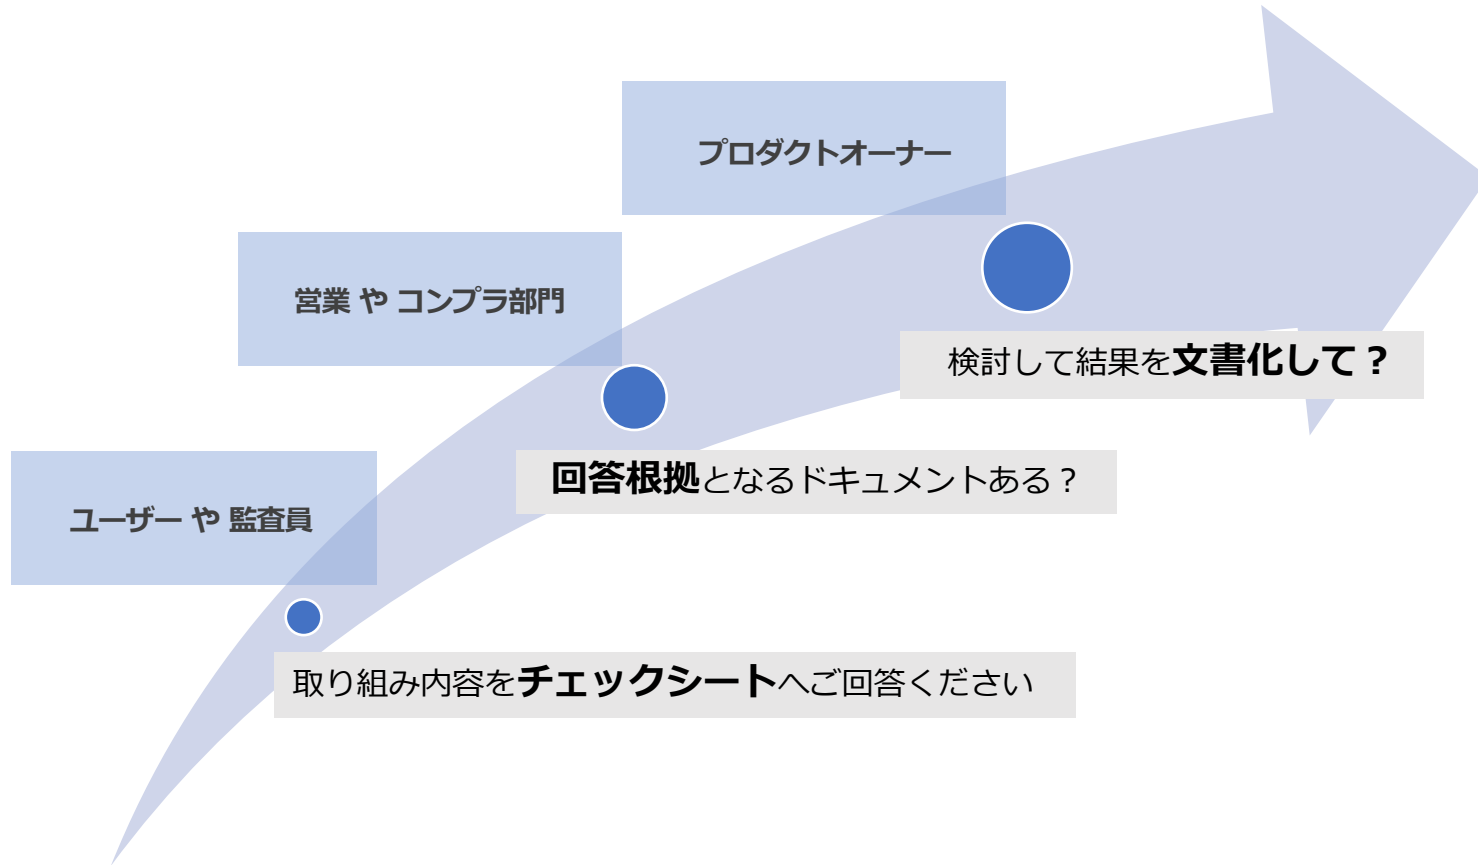 プロダクトオーナー
営業 や コンプラ部門
検討して結果を文書化して？
回答根拠となるドキュメントある？
ユーザー や 監査員
取り組み内容をチェックシートへご回答ください